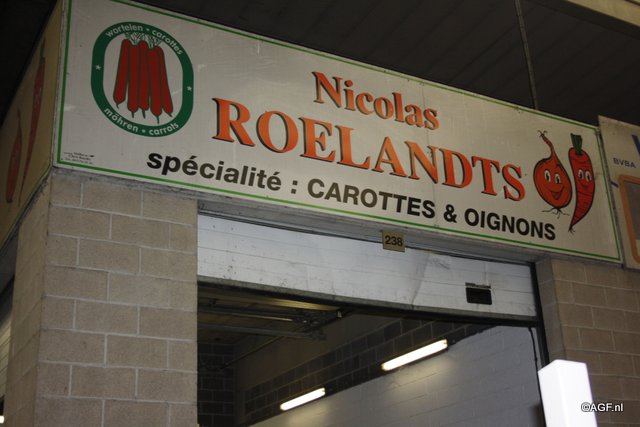 wortelen • carottes
möhren • carrots
Nicolas
ROELANDTS
spécialité : CAROTTES & OIGNONS
238
BVBA
©AGF.nl